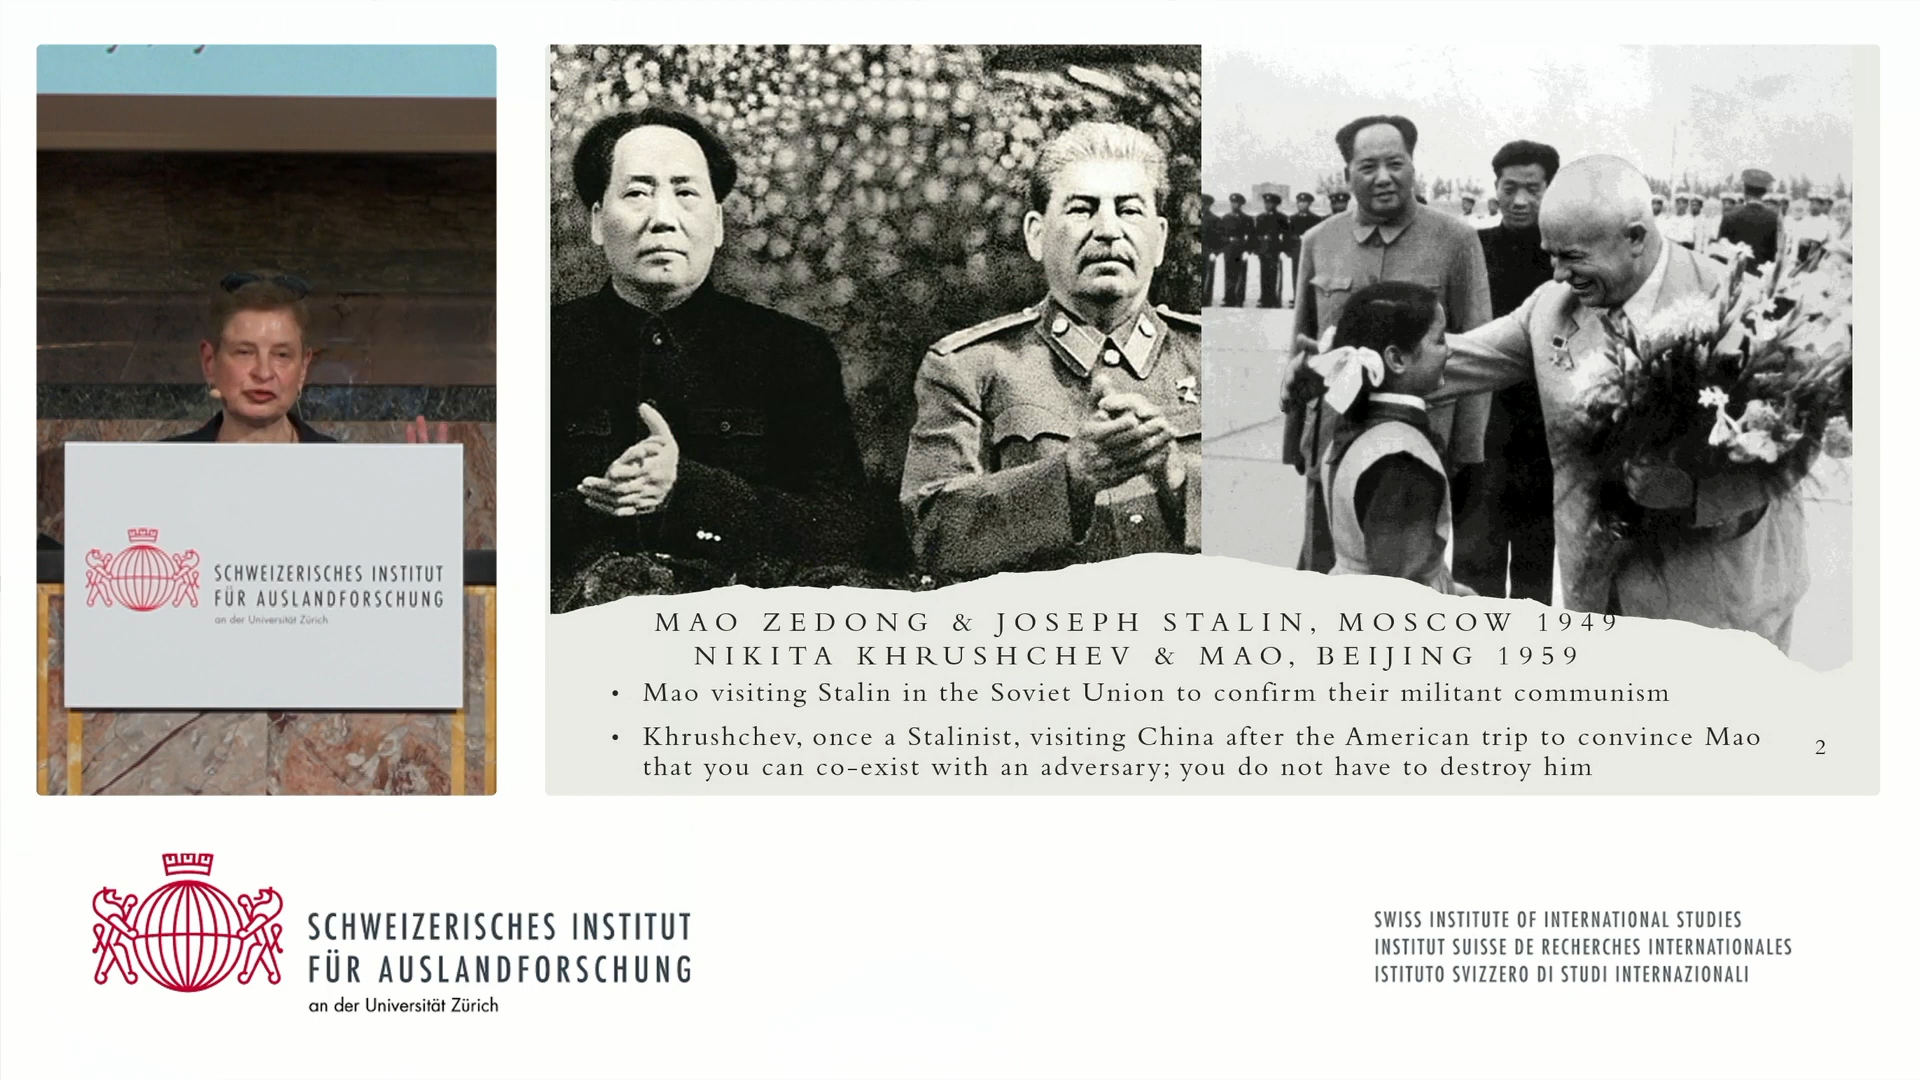 SCHWEIZERISCHES INSTITUT
FÜR AUSLANDFORSCHUNG
an der Universität Zürich
MAO ZEDONG & JOSEPH STALIN, MOSCOW 1949
NIKITA KHRUSHCHEV & MAO, BEIJING 1959
• Mao visiting Stalin in the Soviet Union to confirm their militant communism
• Khrushchev, once a Stalinist, visiting China after the American trip to convince Mao
that you can co-exist with an adversary; you do not have to destroy him
2
SCHWEIZERISCHES INSTITUT
FÜR AUSLANDFORSCHUNG
an der Universität Zürich
SWISS INSTITUTE OF INTERNATIONAL STUDIES
INSTITUT SUISSE DE RECHERCHES INTERNATIONALES
ISTITUTO SVIZZERO DI STUDI INTERNAZIONALI